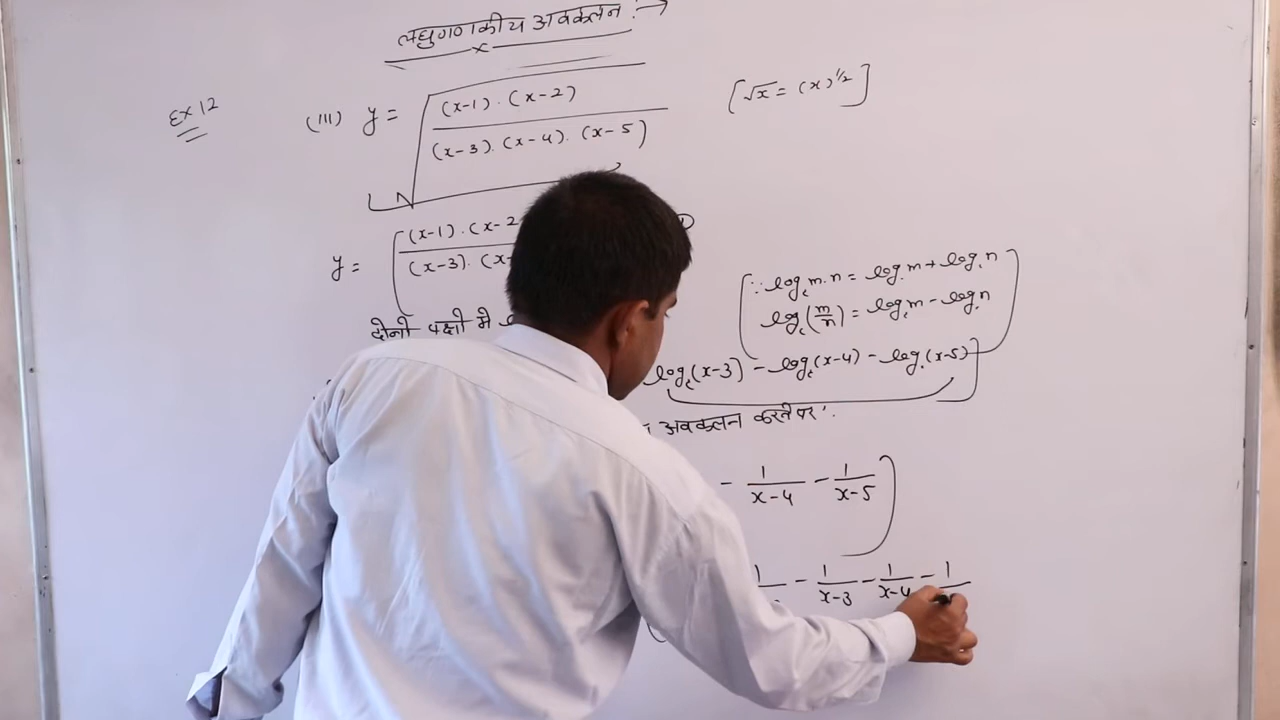 लघुगणकीय अवकलन :→
Ex 12
(III) y = √((x-1).(x-2) / (x-3).(x-4).(x-5))
[√x = (x)^1/2]
y = [(x-1).(x-2 / (x-3).(x-
[∵ log_e m.n = log_e m + log_e n
log_e (m/n) = log_e m - log_e n]
दोनो पक्षो मे
log_e (x-3) - log_e (x-4) - log_e (x-5)]
अवकलन करने पर :
- 1/(x-4) - 1/(x-5)]
1/ - 1/(x-3) - 1/(x-4) - 1/